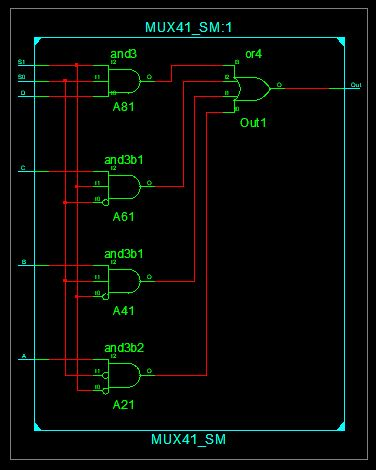 MUX41_SM:1
and3 or4
S1 I2 I3
S0 I1 O I2 O Out
D I0 I1
A81 I0 Out1
and3b1
C I2
I1 O
I0
A61
and3b1
B I2
I1 O
I0
A41
and3b2
A I2
I1 O
I0
A21
MUX41_SM